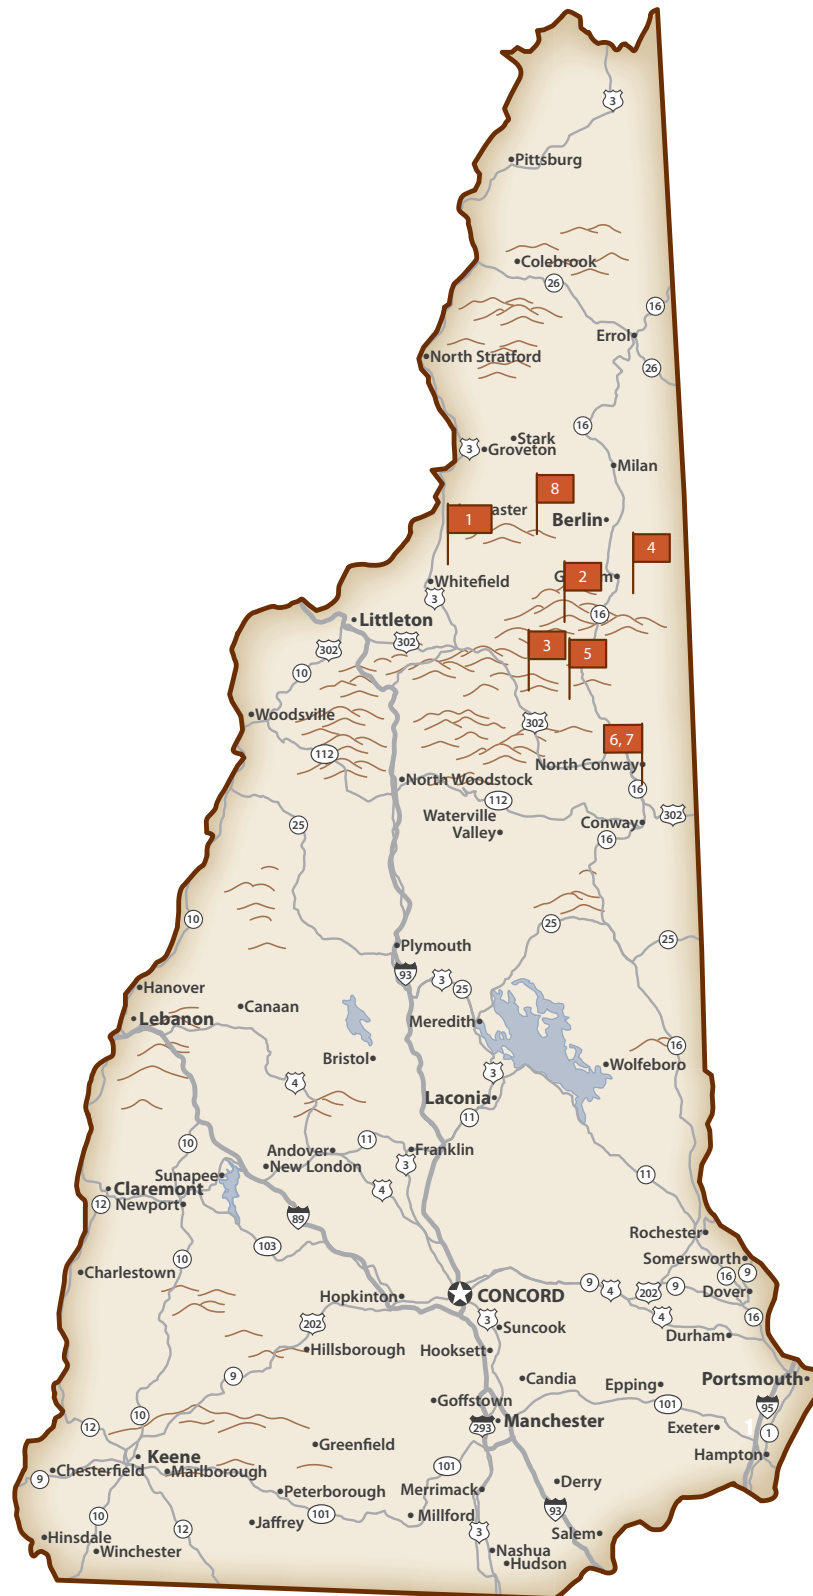 3
Pittsburg
Colebrook
26
16
Errol
North Stratford
26
16
Stark
3
Groveton
Milan
8
1
aster
Berlin
4
2
G
m
Whitefield
3
16
Littleton
302
302
3
5
10
Woodsville
302
6, 7
112
North Conway
North Woodstock
16
112
Waterville
Valley
302
25
Conway
16
10
25
25
Plymouth
93
3
25
Hanover
Canaan
Lebanon
Meredith
16
Bristol
Wolfeboro
3
4
Laconia
11
10
11
Andover
Franklin
New London
3
11
Sunapee
Claremont
4
12
Newport
89
Rochester
103
10
Somersworth
Charlestown
16
9
9
4
202
9
Dover
Hopkinton
CONCORD
4
16
3
202
Suncook
Durham
Hillsborough
Hooksett
9
Candia
Epping
Portsmouth
Goffstown
101
95
10
12
293
Manchester
Exeter
1
1
Greenfield
Keene
Hampton
9
Chesterfield
Marlborough
101
Derry
Peterborough
Merrimack
10
101
Millford
93
12
Jaffrey
3
Salem
Hinsdale
Winchester
Nashua
Hudson